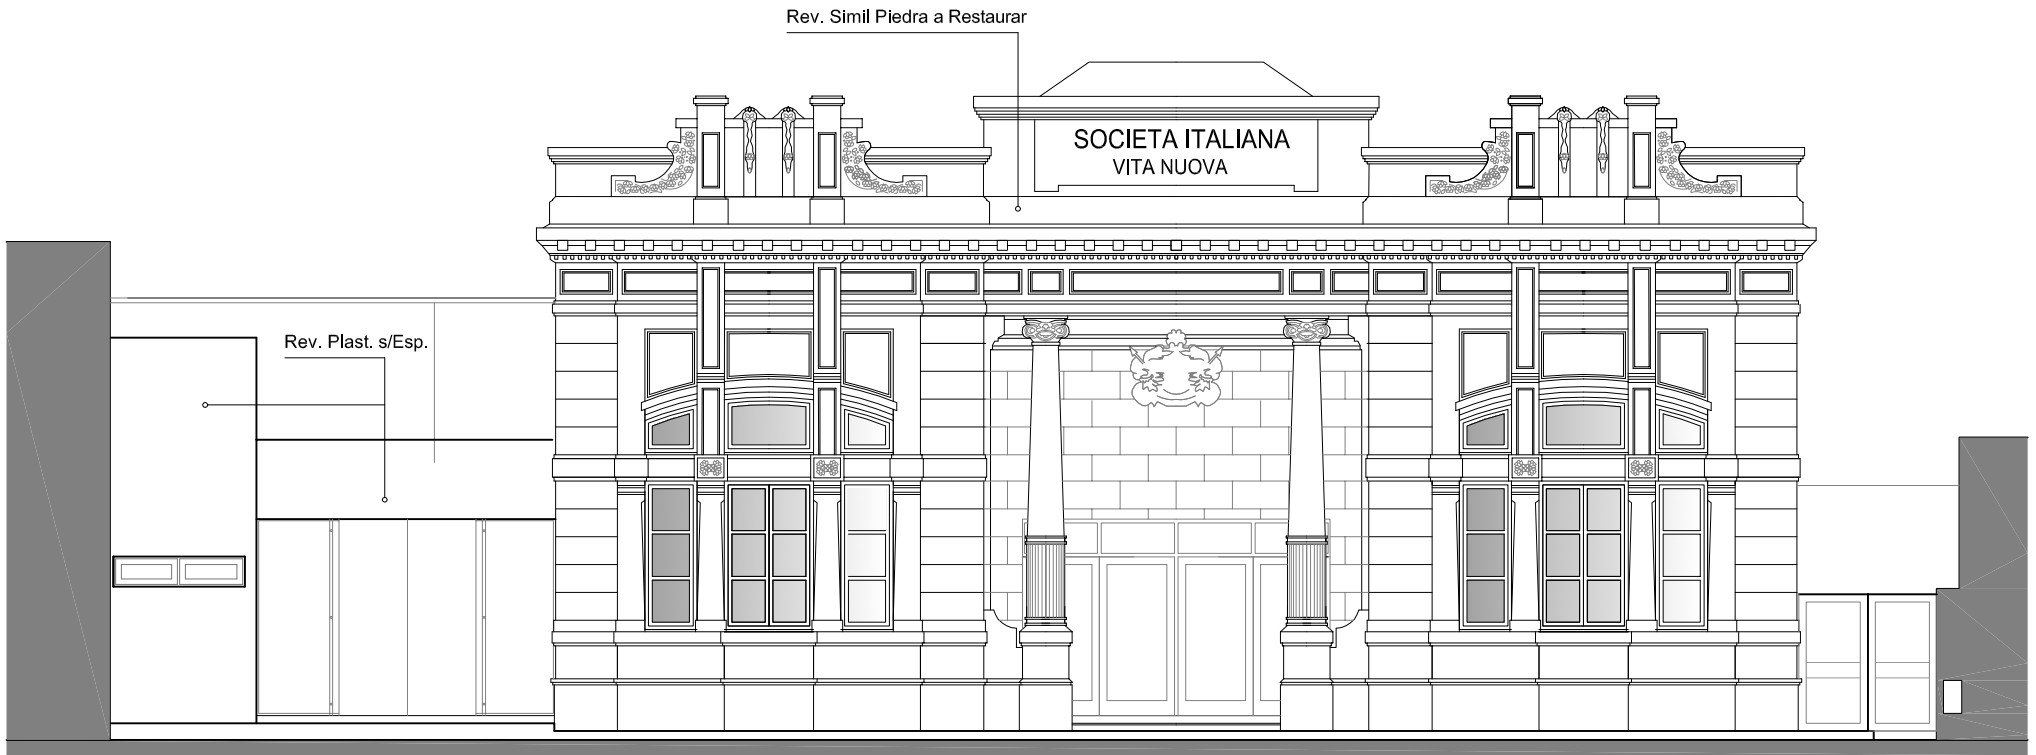 Rev. Simil Piedra a Restaurar
SOCIETA ITALIANA
VITA NUOVA
Rev. Plast. s/Esp.